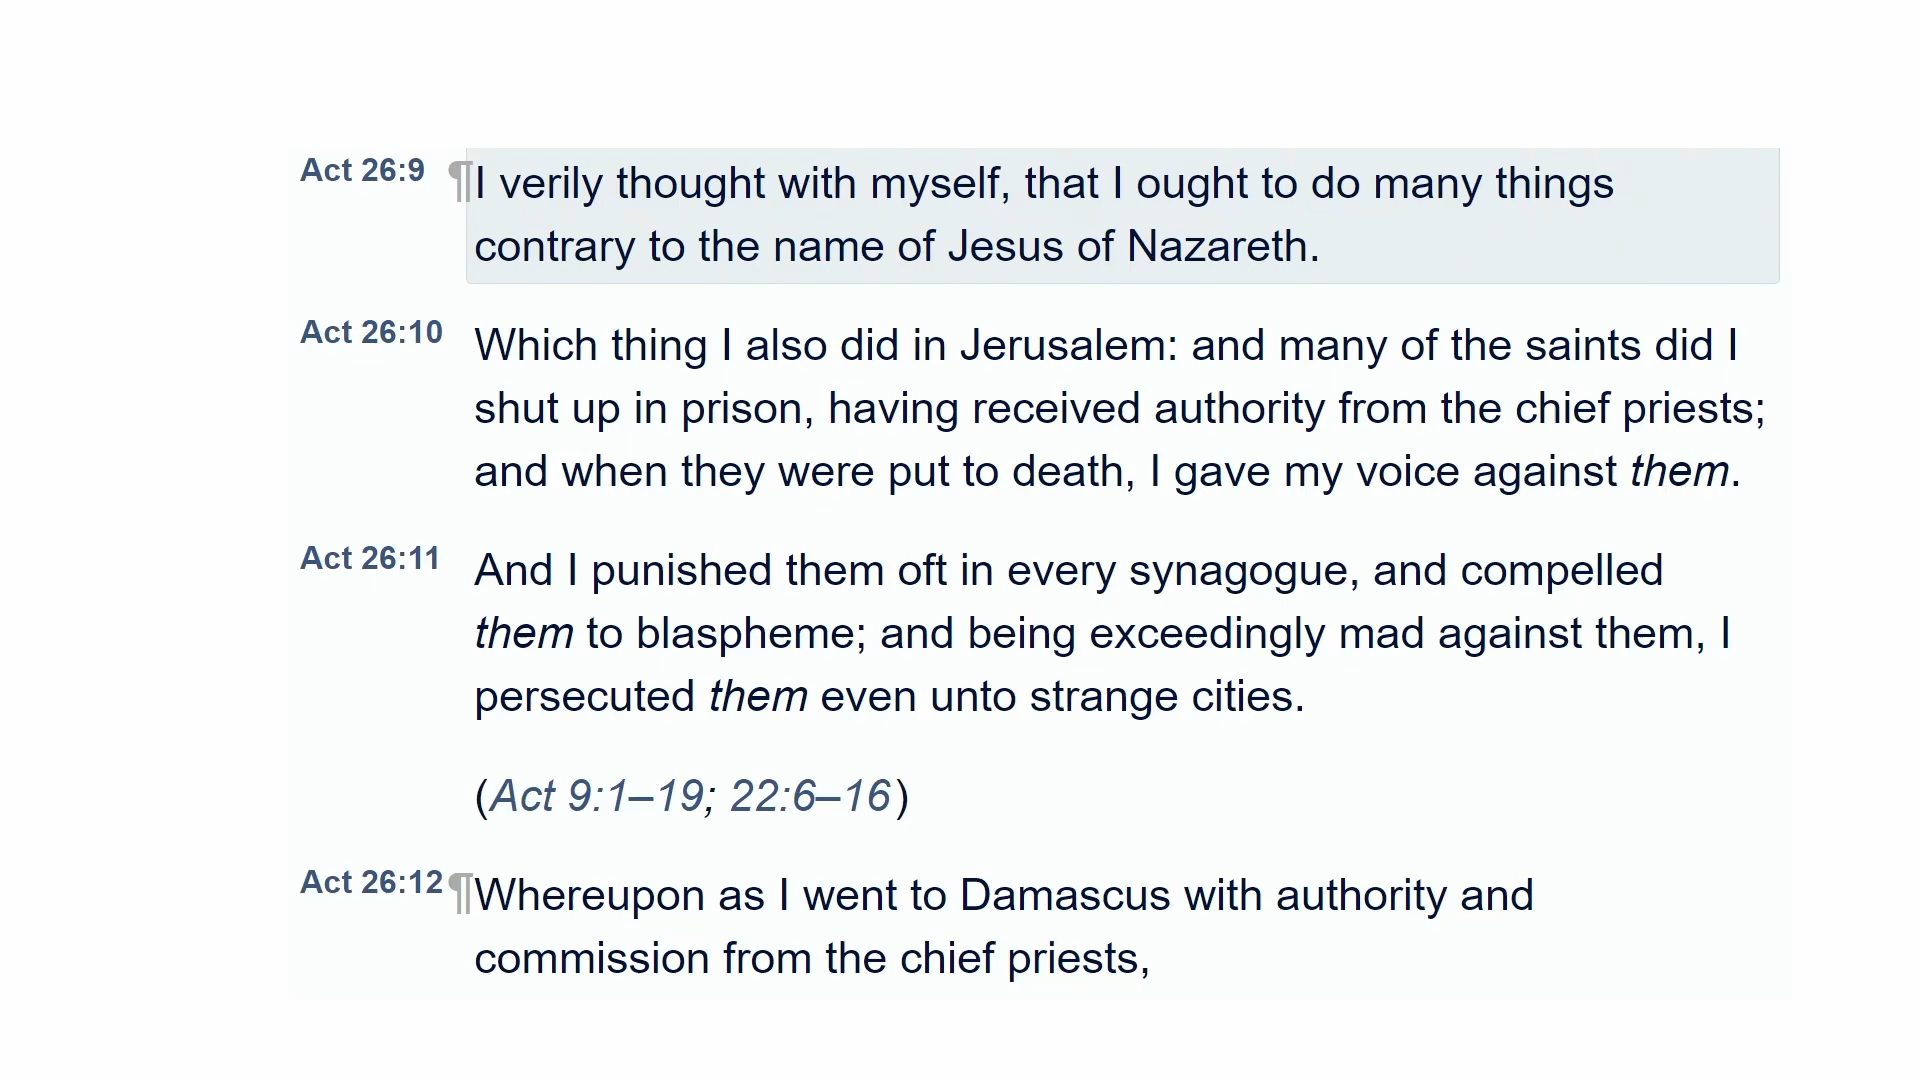 Act 26:9 ¶I verily thought with myself, that I ought to do many things
contrary to the name of Jesus of Nazareth.
Act 26:10 Which thing I also did in Jerusalem: and many of the saints did I
shut up in prison, having received authority from the chief priests;
and when they were put to death, I gave my voice against them.
Act 26:11 And I punished them oft in every synagogue, and compelled
them to blaspheme; and being exceedingly mad against them, I
persecuted them even unto strange cities.
(Act 9:1–19; 22:6–16)
Act 26:12 ¶Whereupon as I went to Damascus with authority and
commission from the chief priests,